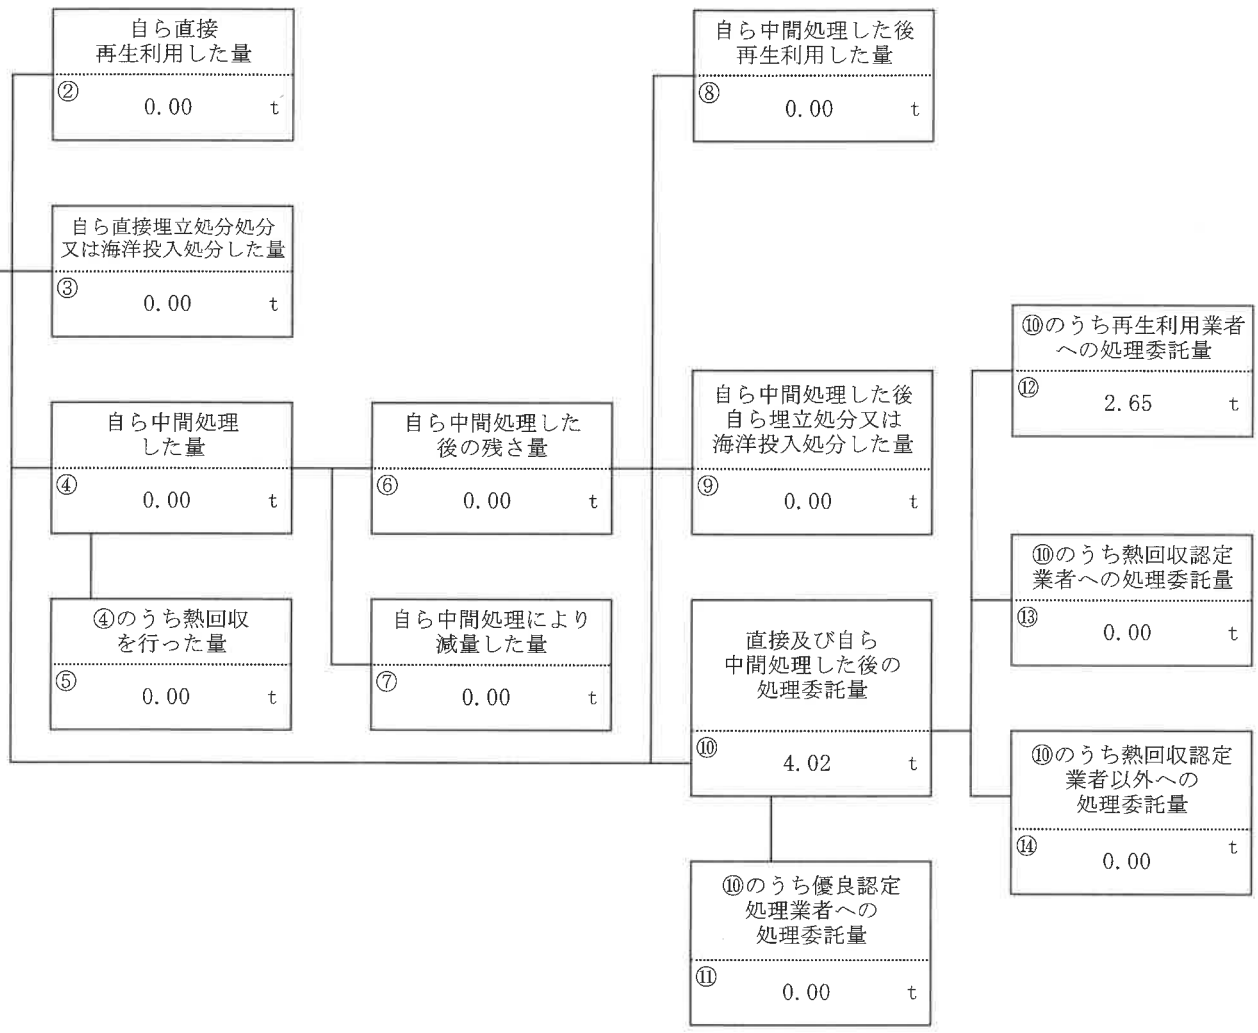 自ら直接
再生利用した量
② 0.00 t
自ら直接埋立処分処分
又は海洋投入処分した量
③ 0.00 t
自ら中間処理
した量
④ 0.00 t
④のうち熱回収
を行った量
⑤ 0.00 t
自ら中間処理した
後の残さ量
⑥ 0.00 t
自ら中間処理により
減量した量
⑦ 0.00 t
自ら中間処理した後
再生利用した量
⑧ 0.00 t
自ら中間処理した後
自ら埋立処分又は
海洋投入処分した量
⑨ 0.00 t
直接及び自ら
中間処理した後の
処理委託量
⑩ 4.02 t
⑩のうち優良認定
処理業者への
処理委託量
⑪ 0.00 t
⑩のうち再生利用業者
への処理委託量
⑫ 2.65 t
⑩のうち熱回収認定
業者への処理委託量
⑬ 0.00 t
⑩のうち熱回収認定
業者以外への
処理委託量
⑭ 0.00 t